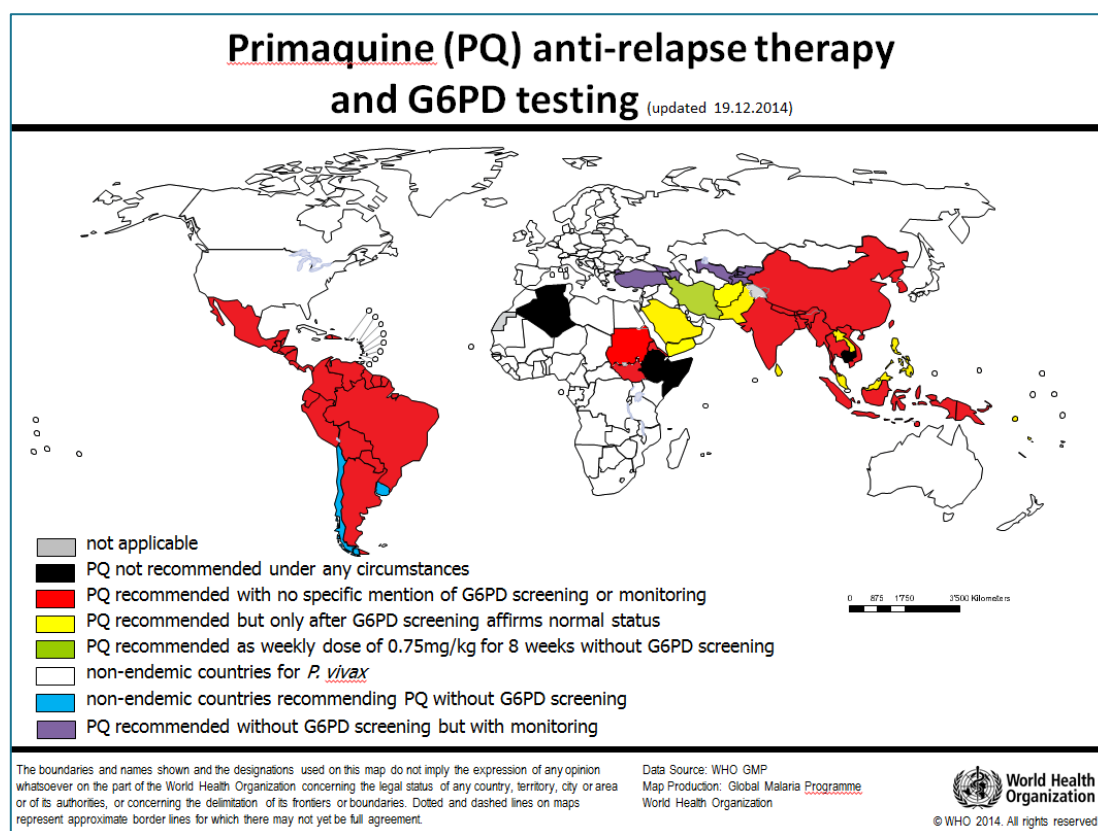 Primaquine (PQ) anti-relapse therapy
and G6PD testing (updated 19.12.2014)
not applicable
PQ not recommended under any circumstances
PQ recommended with no specific mention of G6PD screening or monitoring
PQ recommended but only after G6PD screening affirms normal status
PQ recommended as weekly dose of 0.75mg/kg for 8 weeks without G6PD screening
non-endemic countries for P. vivax
non-endemic countries recommending PQ without G6PD screening
PQ recommended without G6PD screening but with monitoring
0 875 1'750 3'500 Kilometers
The boundaries and names shown and the designations used on this map do not imply the expression of any opinion
whatsoever on the part of the World Health Organization concerning the legal status of any country, territory, city or area
or of its authorities, or concerning the delimitation of its frontiers or boundaries. Dotted and dashed lines on maps
represent approximate border lines for which there may not yet be full agreement.
Data Source: WHO GMP
Map Production: Global Malaria Programme
World Health Organization
World Health
Organization
© WHO 2014. All rights reserved